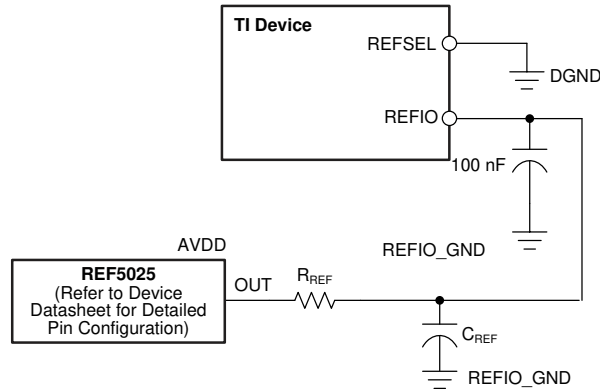 TI Device
REFSEL
DGND
REFIO
100 nF
REFIO_GND
AVDD
REF5025
(Refer to Device
Datasheet for Detailed
Pin Configuration)
OUT
RREF
CREF
REFIO_GND